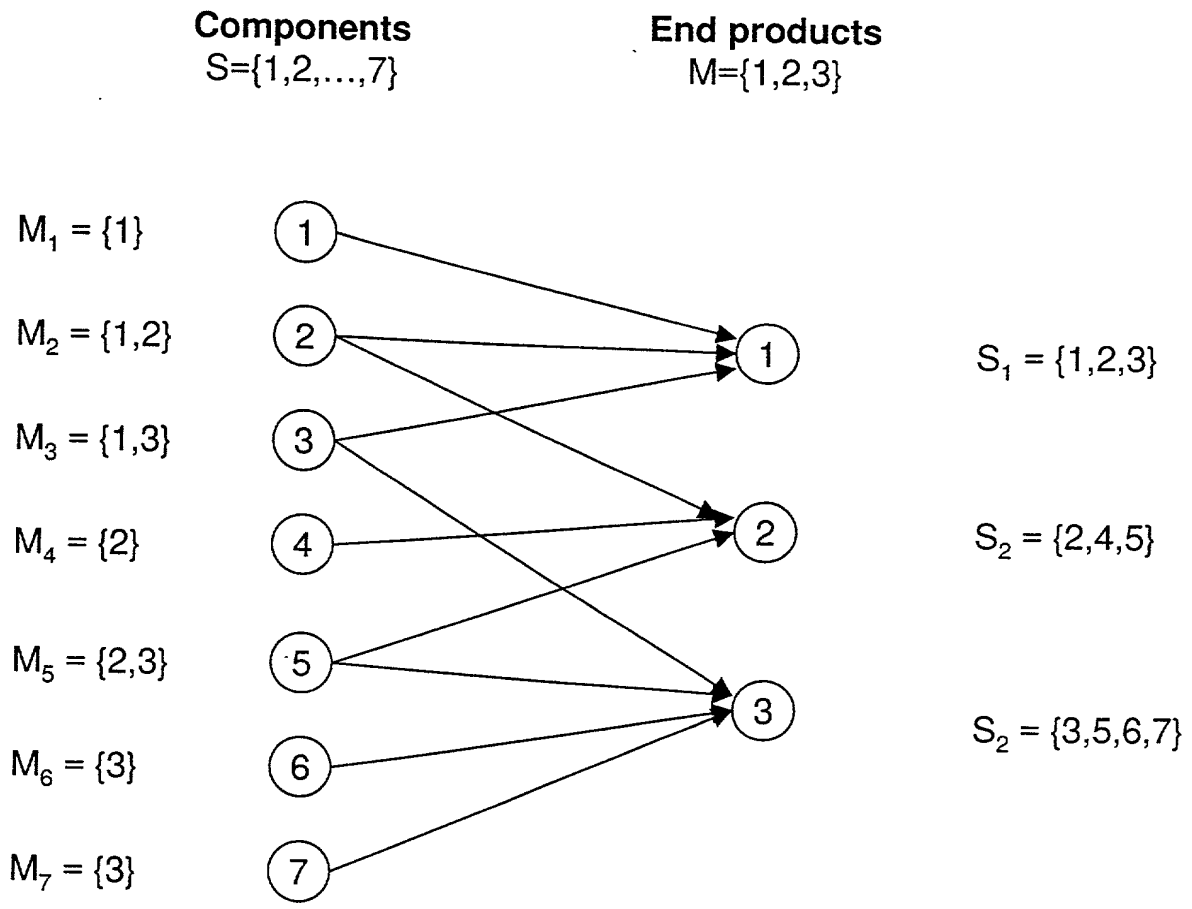 Components
S={1,2,...,7}
End products
M={1,2,3}
M₁ = {1}
1
M₂ = {1,2}
2
1
S₁ = {1,2,3}
M₃ = {1,3}
3
M₄ = {2}
4
2
S₂ = {2,4,5}
M₅ = {2,3}
5
3
S₂ = {3,5,6,7}
M₆ = {3}
6
M₇ = {3}
7